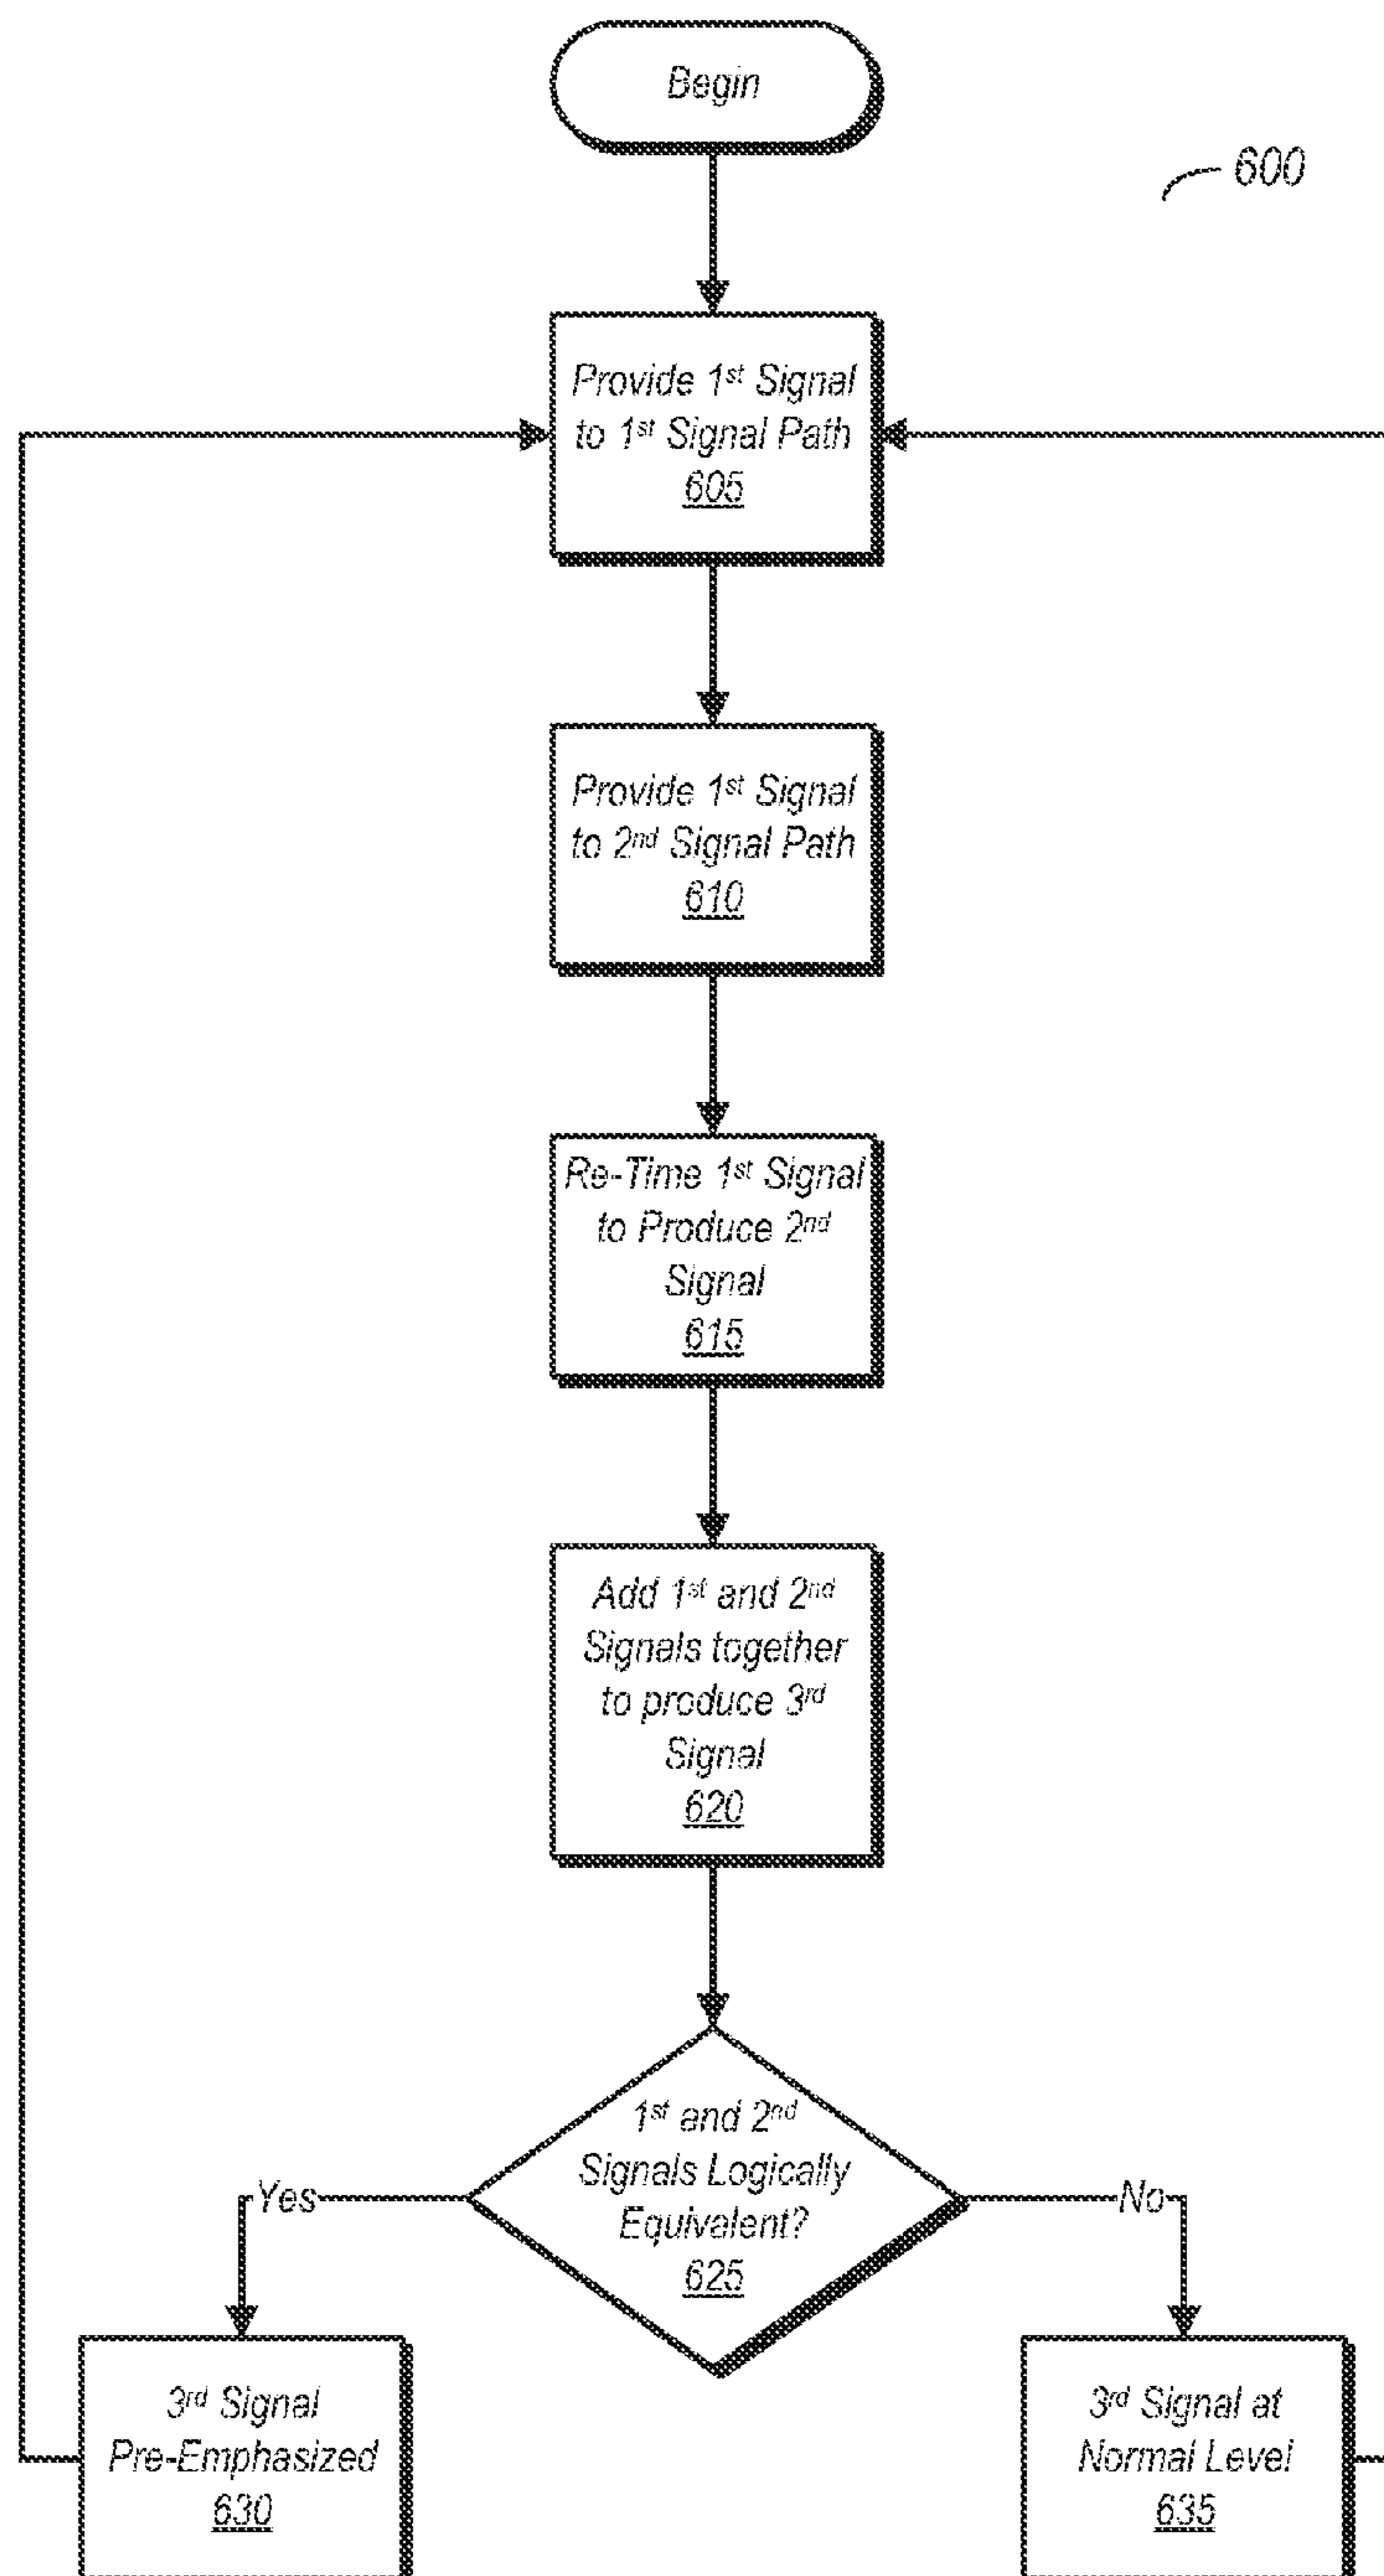 Begin
600
Provide 1st Signal
to 1st Signal Path
605
Provide 1st Signal
to 2nd Signal Path
610
Re-Time 1st Signal
to Produce 2nd
Signal
615
Add 1st and 2nd
Signals together
to produce 3rd
Signal
620
1st and 2nd
Signals Logically
Equivalent?
625
Yes
No
3rd Signal
Pre-Emphasized
630
3rd Signal at
Normal Level
635